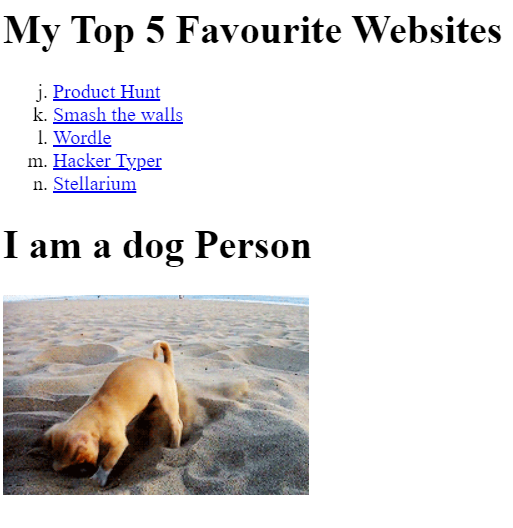 My Top 5 Favourite Websites
j. Product Hunt
k. Smash the walls
l. Wordle
m. Hacker Typer
n. Stellarium
I am a dog Person